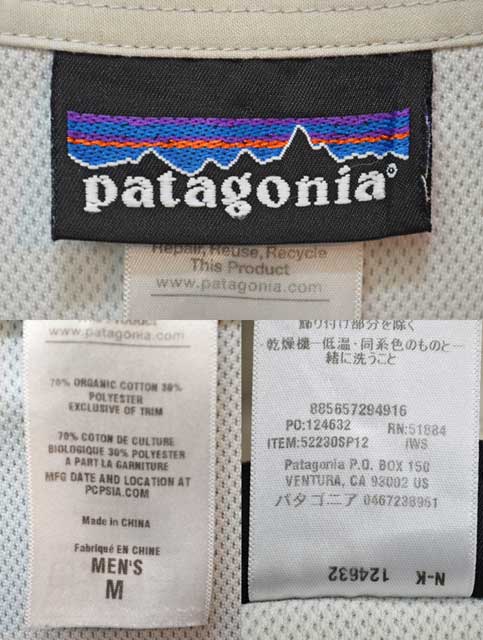 patagonia®
Repair, Reuse, Recycle
This Product
www.patagonia.com
This Product
www.patagonia.com
70% ORGANIC COTTON 30%
POLYESTER
EXCLUSIVE OF TRIM
70% COTON DE CULTURE
BIOLOGIQUE 30% POLYESTER
A PART LA GARNITURE
MFG DATE AND LOCATION AT
PCPSIA.COM
Made in CHINA
Fabriqué EN CHINE
MEN'S
M
飾り付け部分を除く
乾燥機一低温・同系色のものと一
緒に洗うこと
885657294916
PO:124632 RN:51884
ITEM:52230SP12 IWS
Patagonia P.O. BOX 150
VENTURA, CA 93002 US
パタゴニア 0467238961
N-K 124632